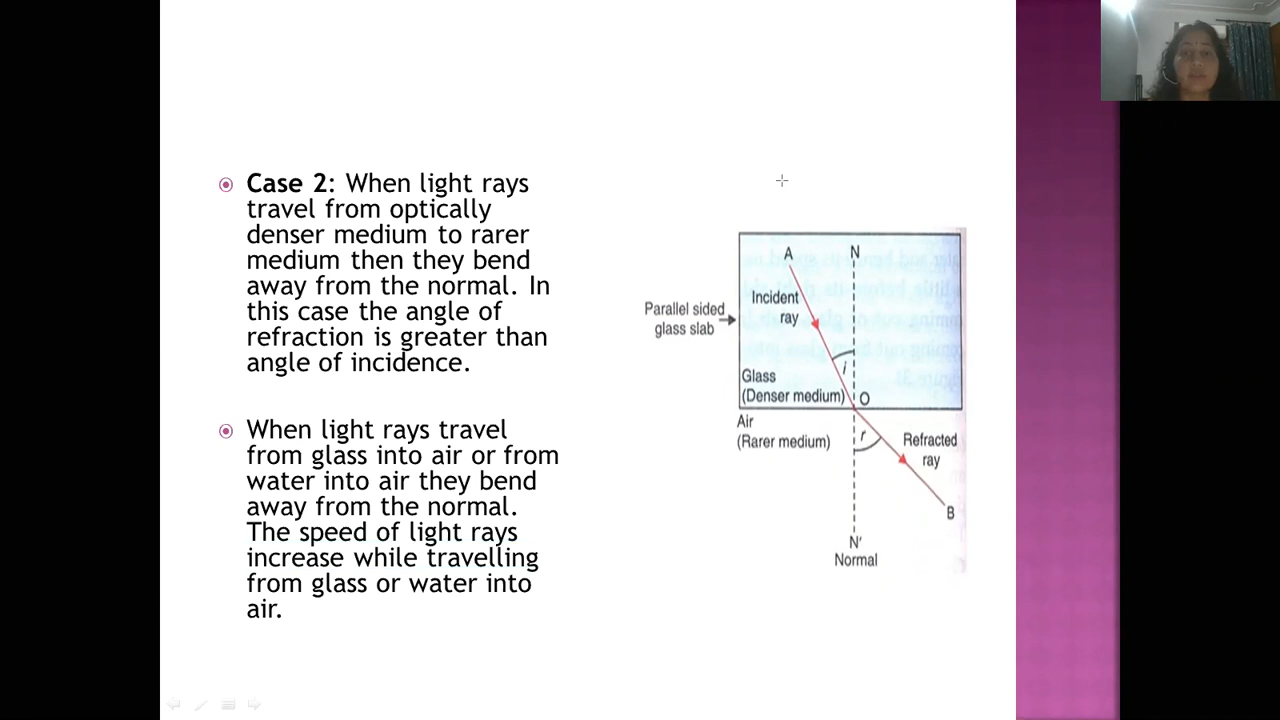 Case 2: When light rays
travel from optically
denser medium to rarer
medium then they bend
away from the normal. In
this case the angle of
refraction is greater than
angle of incidence.
When light rays travel
from glass into air or from
water into air they bend
away from the normal.
The speed of light rays
increase while travelling
from glass or water into
air.
A
N
Incident
ray
Parallel sided
glass slab
i
Glass
(Denser medium)
O
Air
(Rarer medium)
r
Refracted
ray
B
N'
Normal